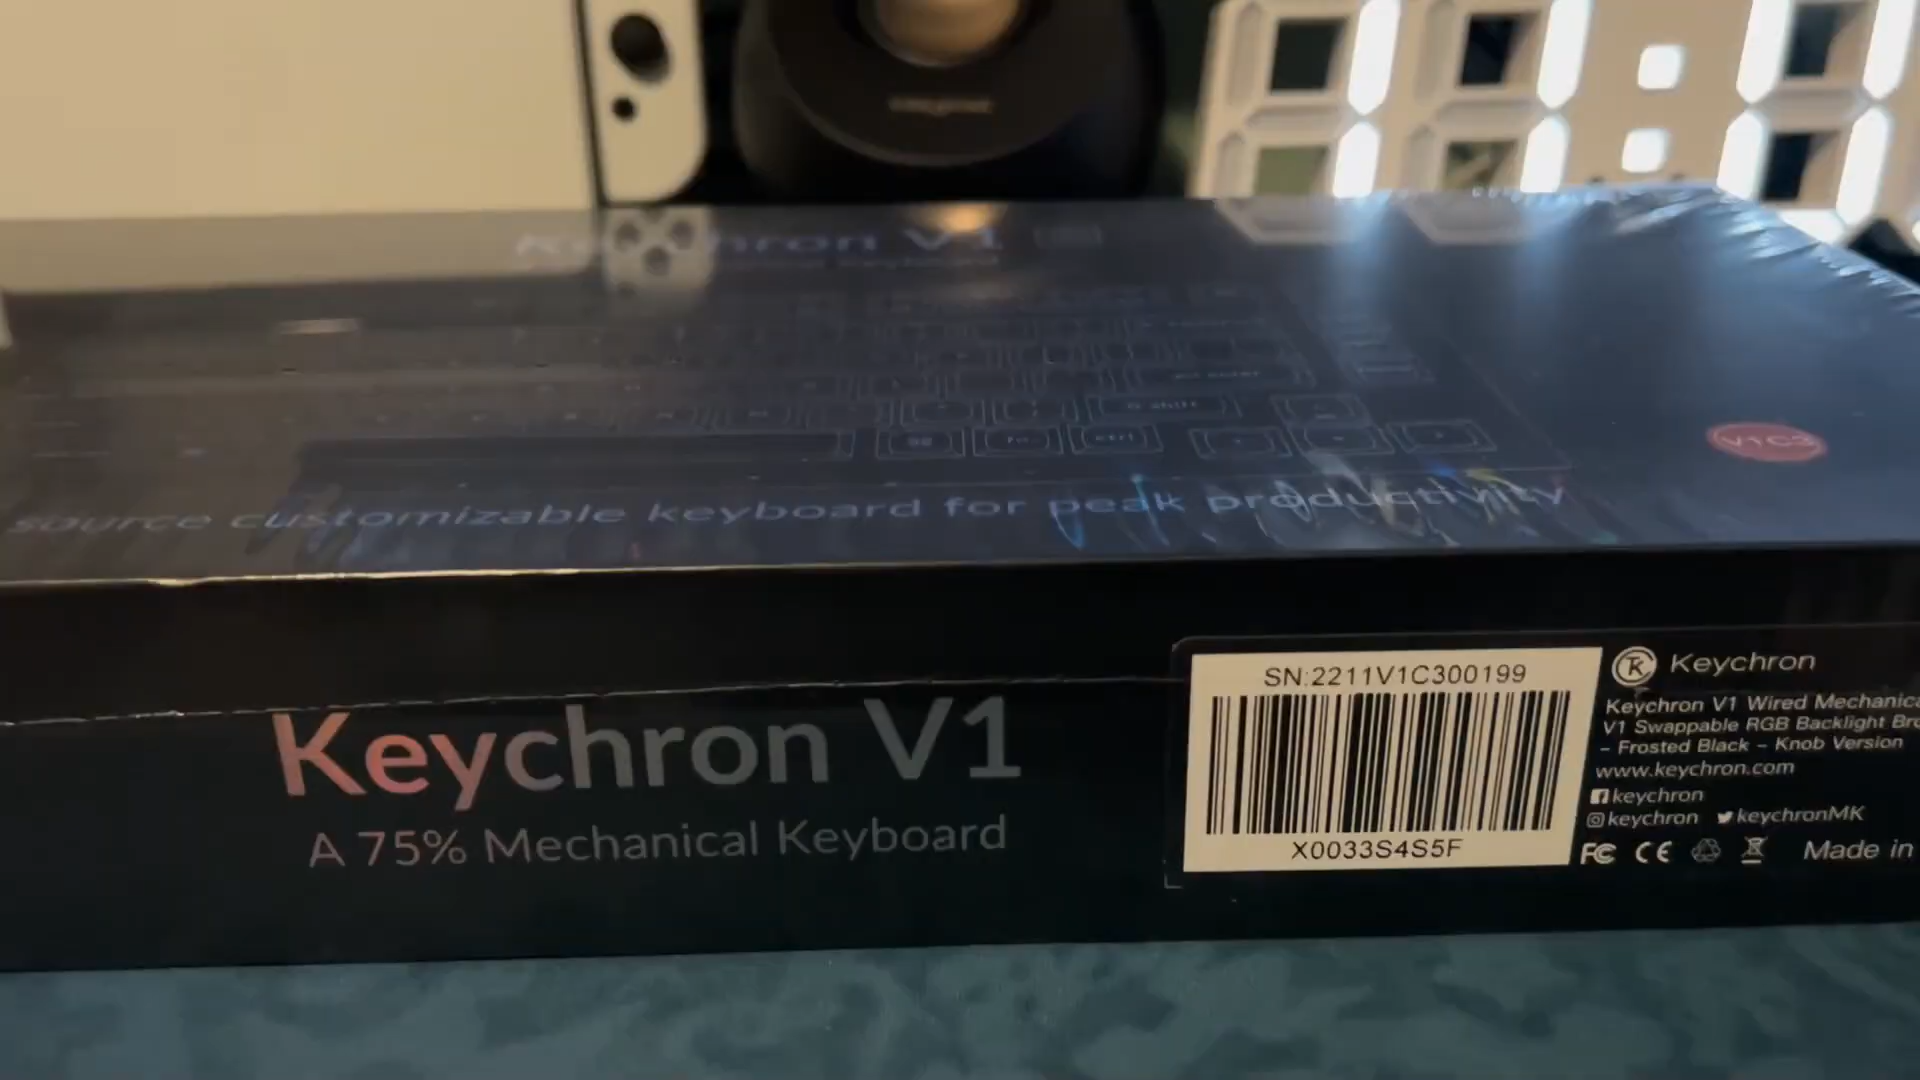 Keychron V1
source customizable keyboard for peak productivity
V1C3
Keychron V1
A 75% Mechanical Keyboard
SN:2211V1C300199
X0033S4S5F
Keychron
Keychron V1 Wired Mechanica
V1 Swappable RGB Backlight Bro
- Frosted Black - Knob Version
www.keychron.com
keychron
keychron keychronMK
FC CE Made in